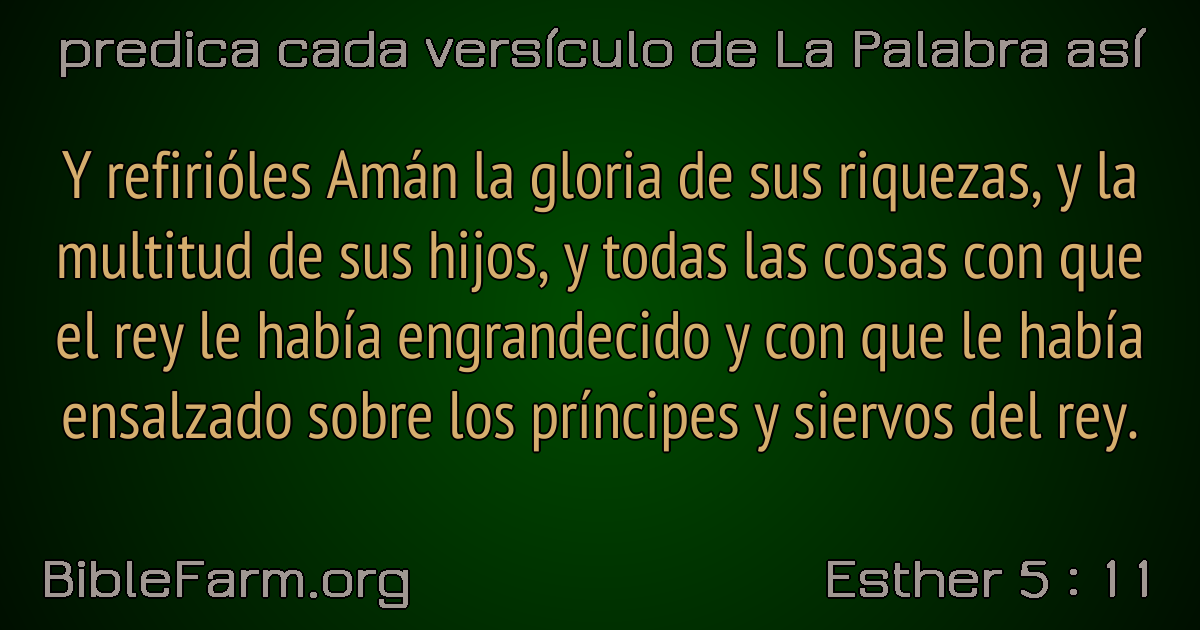 predica cada versículo de La Palabra así
Y refirióles Amán la gloria de sus riquezas, y la
multitud de sus hijos, y todas las cosas con que
el rey le había engrandecido y con que le había
ensalzado sobre los príncipes y siervos del rey.
BibleFarm.org
Esther 5 : 11